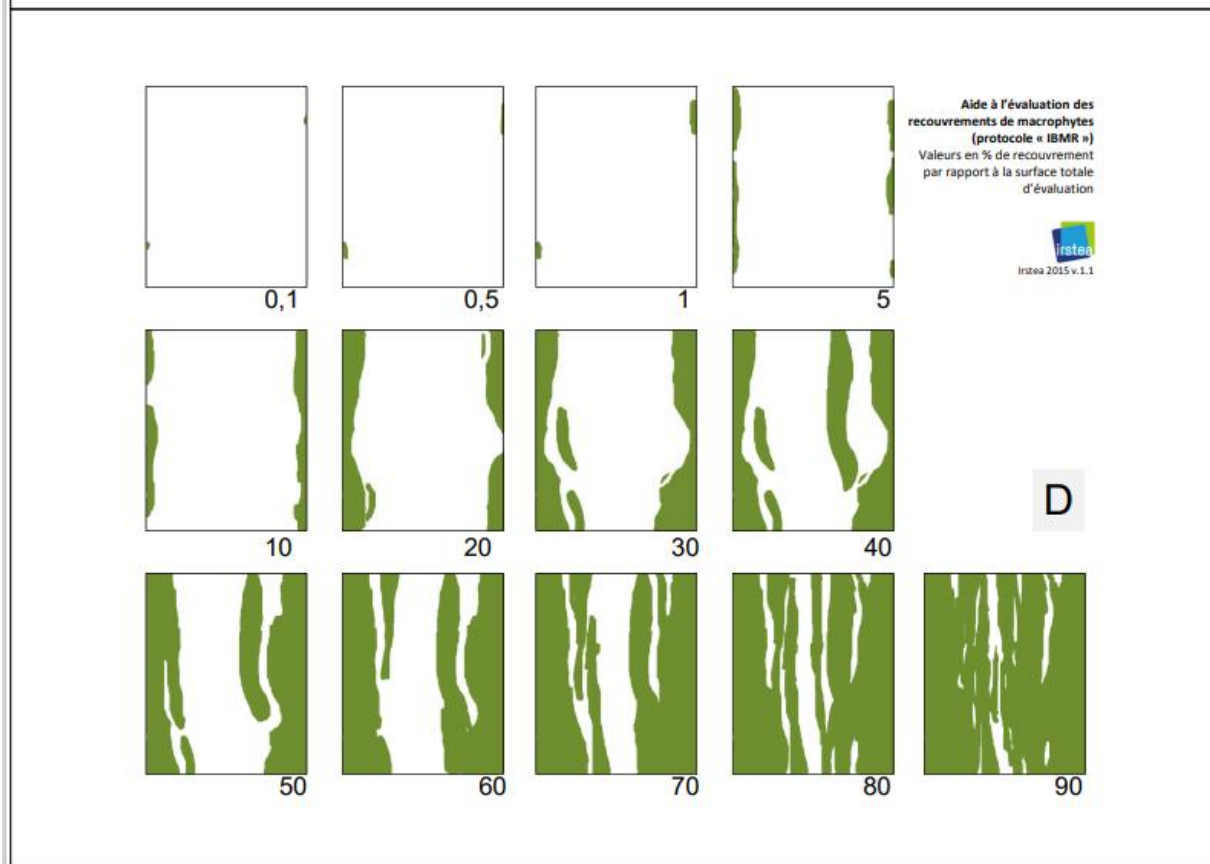 Aide à l'évaluation des
recouvrements de macrophytes
(protocole « IBMR »)
Valeurs en % de recouvrement
par rapport à la surface totale
d'évaluation
irstea
Irstea 2015 v.1.1
0,1
0,5
1
5
10
20
30
40
D
50
60
70
80
90